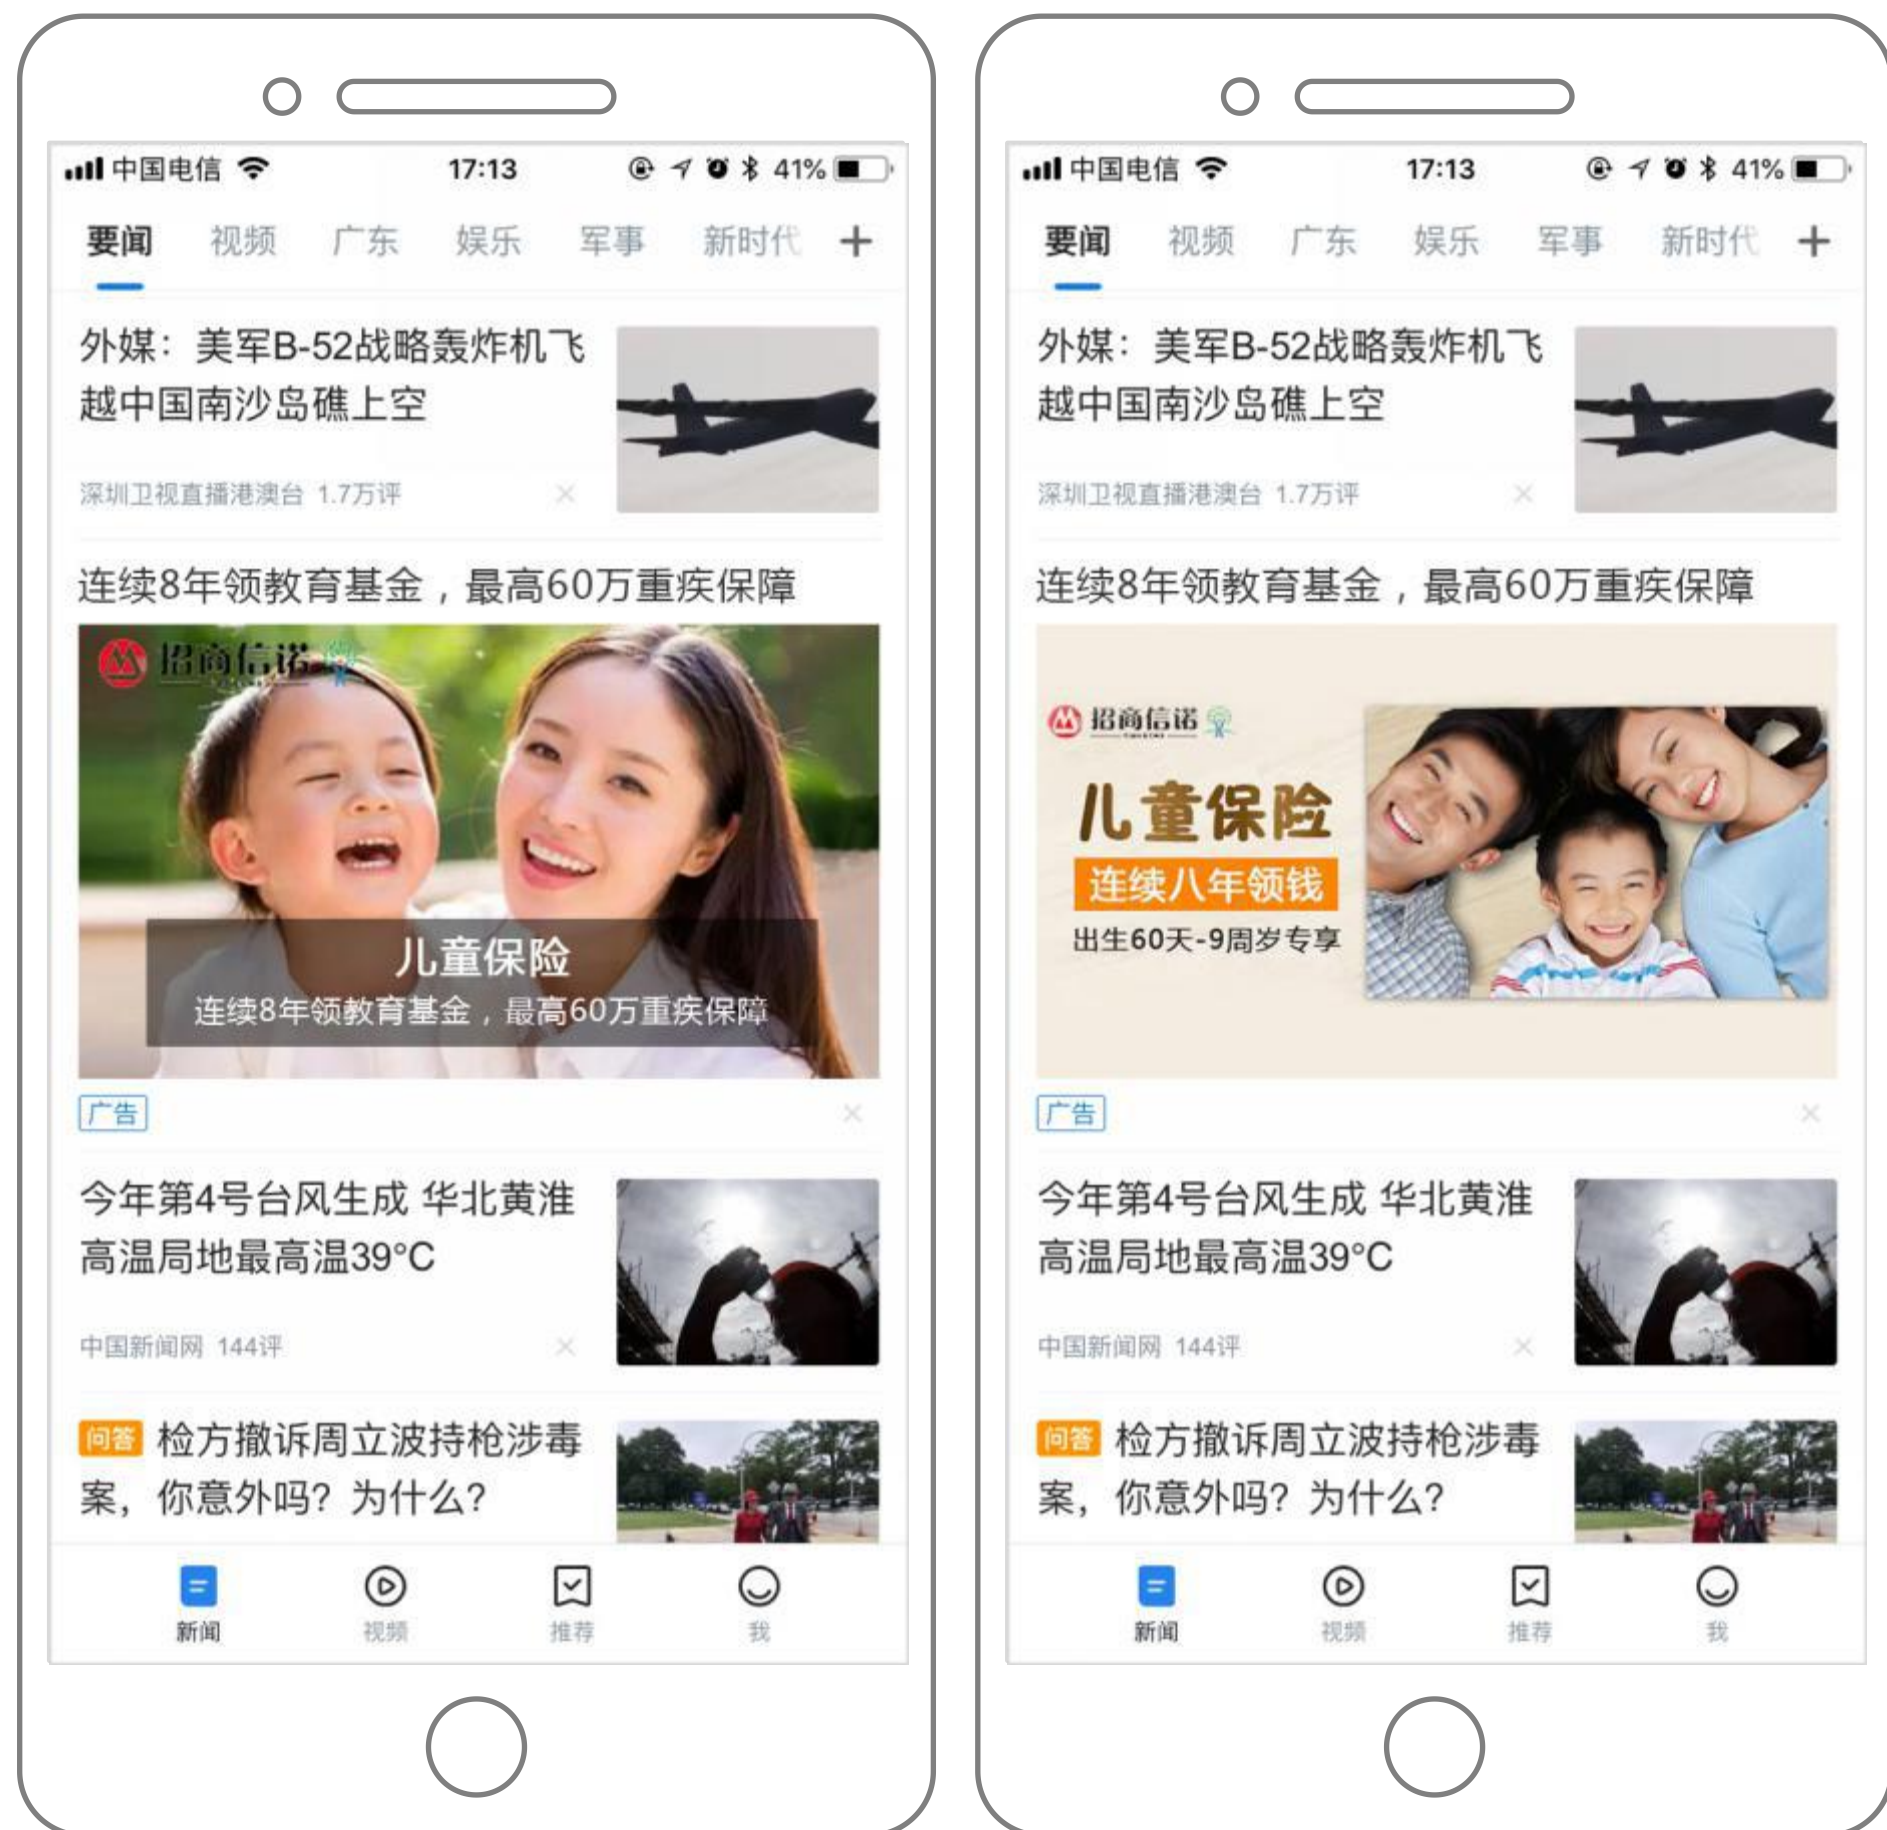 中国电信 17:13 41%
要闻 视频 广东 娱乐 军事 新时代 +
外媒：美军B-52战略轰炸机飞
越中国南沙岛礁上空
深圳卫视直播港澳台 1.7万评
连续8年领教育基金，最高60万重疾保障
招商信诺
儿童保险
连续8年领教育基金，最高60万重疾保障
广告
今年第4号台风生成 华北黄淮
高温局地最高温39°C
中国新闻网 144评
问答 检方撤诉周立波持枪涉毒
案，你意外吗？为什么？
新闻 视频 推荐 我
中国电信 17:13 41%
要闻 视频 广东 娱乐 军事 新时代 +
外媒：美军B-52战略轰炸机飞
越中国南沙岛礁上空
深圳卫视直播港澳台 1.7万评
连续8年领教育基金，最高60万重疾保障
招商信诺
儿童保险
连续八年领钱
出生60天-9周岁专享
广告
今年第4号台风生成 华北黄淮
高温局地最高温39°C
中国新闻网 144评
问答 检方撤诉周立波持枪涉毒
案，你意外吗？为什么？
新闻 视频 推荐 我